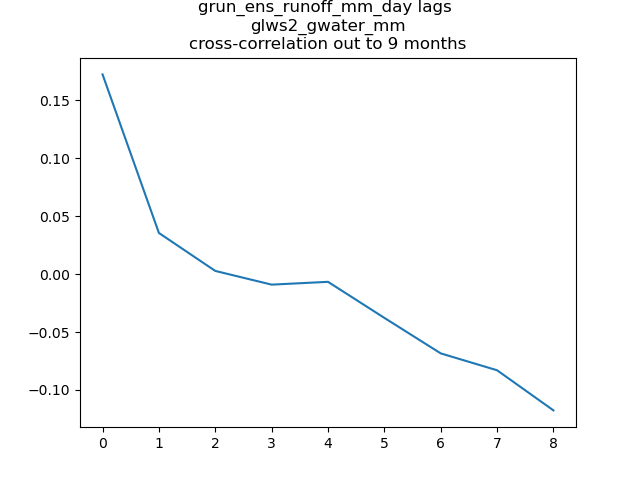 grun_ens_runoff_mm_day lags
glws2_gwater_mm
cross-correlation out to 9 months
0.15
0.10
0.05
0.00
−0.05
−0.10
0 1 2 3 4 5 6 7 8